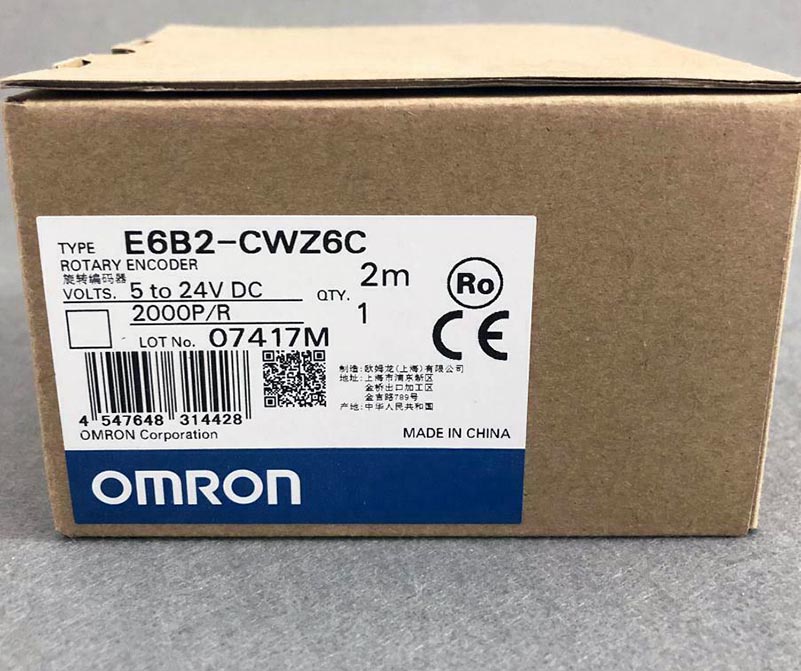 TYPE E6B2-CWZ6C
ROTARY ENCODER
旋转编码器
VOLTS. 5 to 24V DC
2m
QTY. 1
2000P/R
LOT No. 07417M
Ro
CE
4 547648 314428
制造:欧姆龙(上海)有限公司
地址:上海市浦东新区
金桥出口加工区
金吉路789号
产地:中华人民共和国
OMRON Corporation
MADE IN CHINA
OMRON